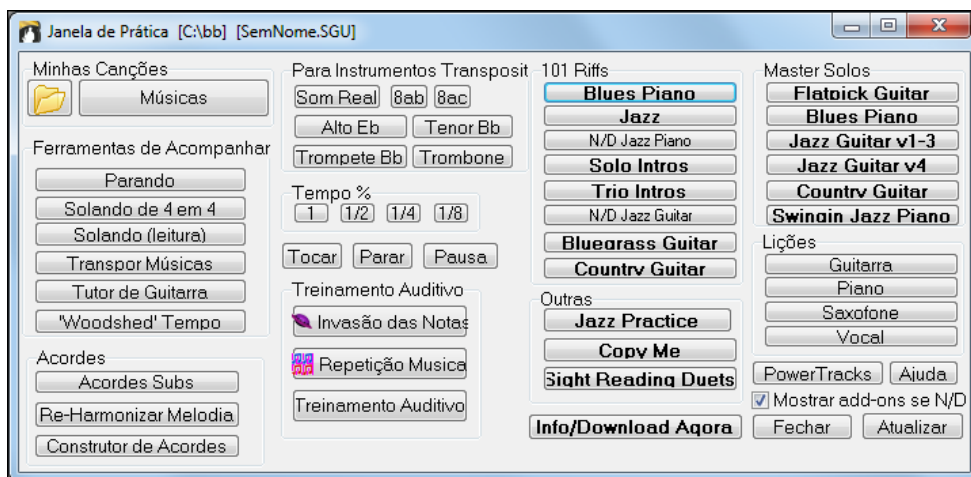 Janela de Prática [C:\bb] [SemNome.SGU]
Minhas Canções
Músicas
Ferramentas de Acompanhar
Parando
Solando de 4 em 4
Solando (leitura)
Transpor Músicas
Tutor de Guitarra
'Woodshed' Tempo
Acordes
Acordes Subs
Re-Harmonizar Melodia
Construtor de Acordes
Para Instrumentos Transposit
Som Real 8ab 8ac
Alto Eb Tenor Bb
Trompete Bb Trombone
Tempo %
1 1/2 1/4 1/8
Tocar Parar Pausa
Treinamento Auditivo
Invasão das Notas
Repetição Musica
Treinamento Auditivo
101 Riffs
Blues Piano
Jazz
N/D Jazz Piano
Solo Intros
Trio Intros
N/D Jazz Guitar
Bluegrass Guitar
Country Guitar
Outras
Jazz Practice
Copy Me
Sight Reading Duets
Info/Download Agora
Master Solos
Flatpick Guitar
Blues Piano
Jazz Guitar v1-3
Jazz Guitar v4
Country Guitar
Swingin Jazz Piano
Lições
Guitarra
Piano
Saxofone
Vocal
PowerTracks Ajuda
Mostrar add-ons se N/D
Fechar Atualizar